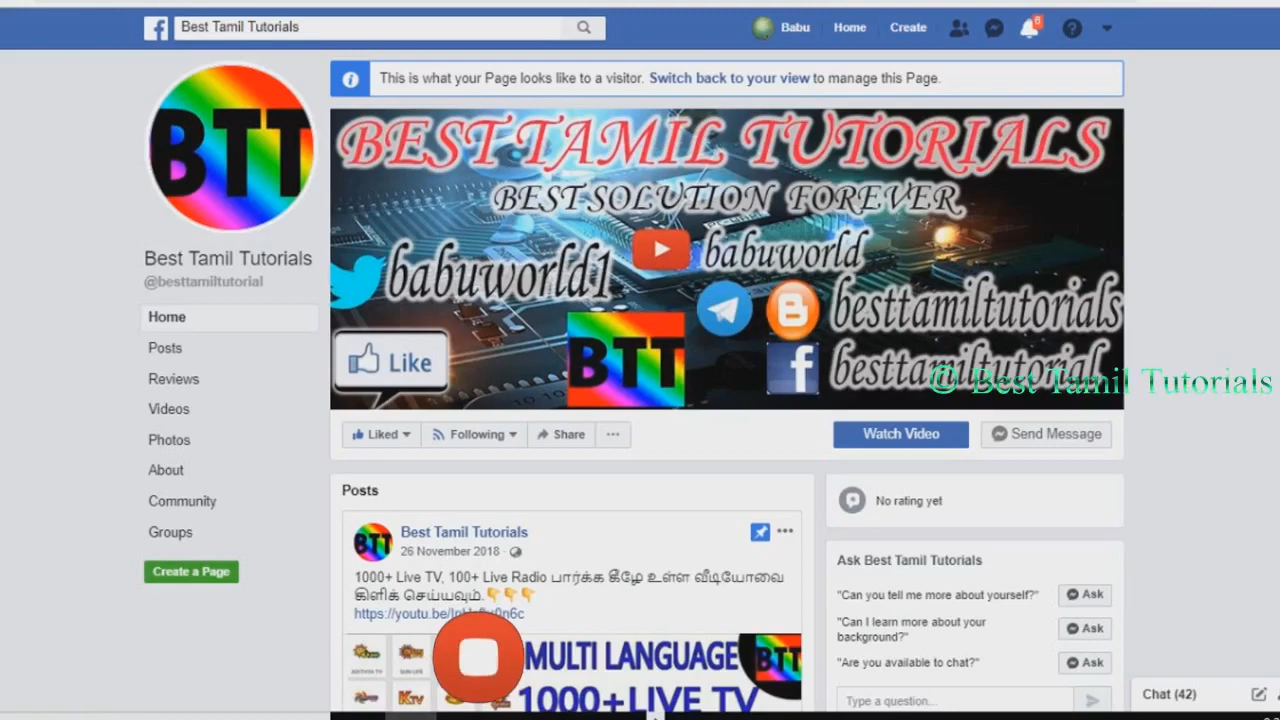 Best Tamil Tutorials
Babu
Home
Create
8
This is what your Page looks like to a visitor. Switch back to your view to manage this Page.
BTT
BEST TAMIL TUTORIALS
BEST SOLUTION FOREVER
babuworld1
babuworld
besttamiltutorials
Like
BTT
besttamiltutorial
© Best Tamil Tutorials
Best Tamil Tutorials
@besttamiltutorial
Home
Posts
Reviews
Videos
Photos
About
Community
Groups
Create a Page
Liked
Following
Share
Watch Video
Send Message
Posts
BTT
Best Tamil Tutorials
26 November 2018
1000+ Live TV, 100+ Live Radio பார்க்க கீழே உள்ள வீடியோவை
கிளிக் செய்யவும்.👇👇👇
MULTI LANGUAGE
BTT
KTV
1000+LIVE TV
No rating yet
Ask Best Tamil Tutorials
"Can you tell me more about yourself?"
Ask
"Can I learn more about your
background?"
Ask
"Are you available to chat?"
Ask
Type a question...
Chat (42)